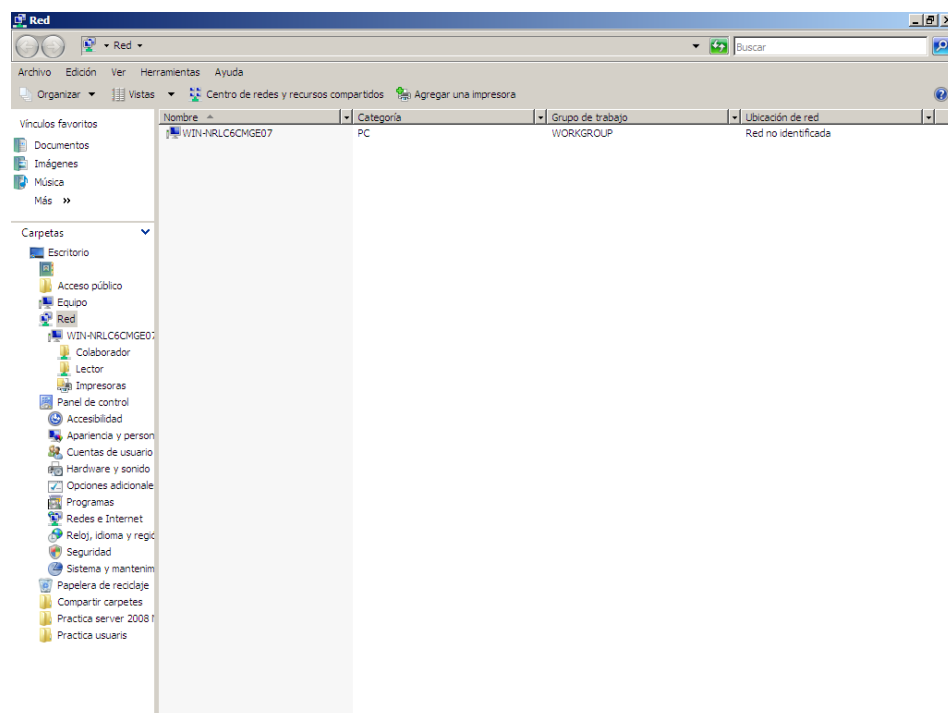 Red
Red
Buscar
Archivo Edición Ver Herramientas Ayuda
Organizar Vistas Centro de redes y recursos compartidos Agregar una impresora
Vínculos favoritos
Documentos
Imágenes
Música
Más »
Carpetas
Escritorio
Acceso público
Equipo
Red
WIN-NRLC6CMGE07
Colaborador
Lector
Impresoras
Panel de control
Accesibilidad
Apariencia y person
Cuentas de usuario
Hardware y sonido
Opciones adicionale
Programas
Redes e Internet
Reloj, idioma y regio
Seguridad
Sistema y mantenim
Papelera de reciclaje
Compartir carpetes
Practica server 2008
Practica usuaris
Nombre Categoría Grupo de trabajo Ubicación de red
WIN-NRLC6CMGE07 PC WORKGROUP Red no identificada